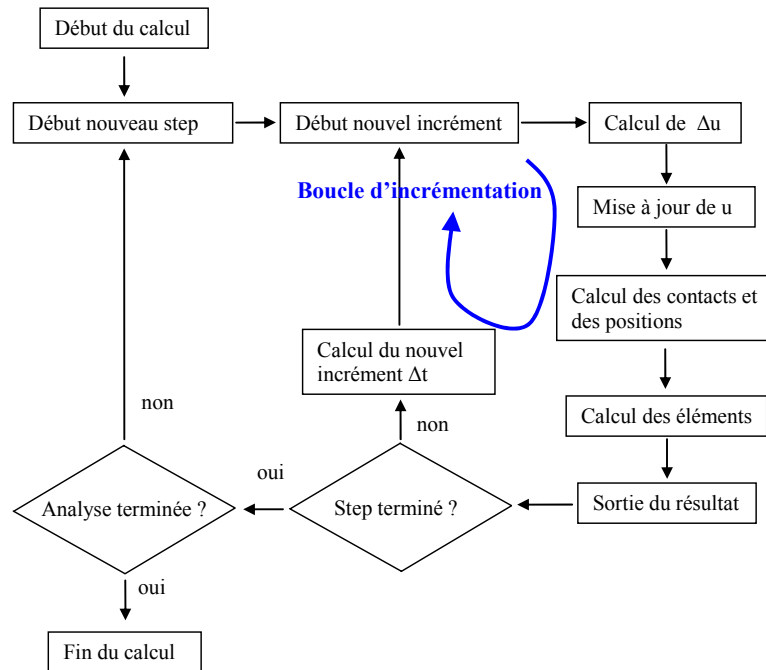 Début du calcul
Début nouveau step
Début nouvel incrément
Calcul de Δu
Boucle d'incrémentation
Mise à jour de u
Calcul des contacts et
des positions
Calcul du nouvel
incrément Δt
Calcul des éléments
non
non
oui
Analyse terminée ?
Step terminé ?
Sortie du résultat
oui
Fin du calcul